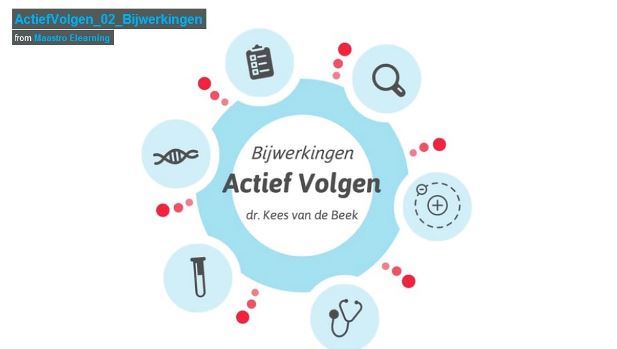 ActiefVolgen_02_Bijwerkingen
from Maastro Elearning
Bijwerkingen
Actief Volgen
dr. Kees van de Beek